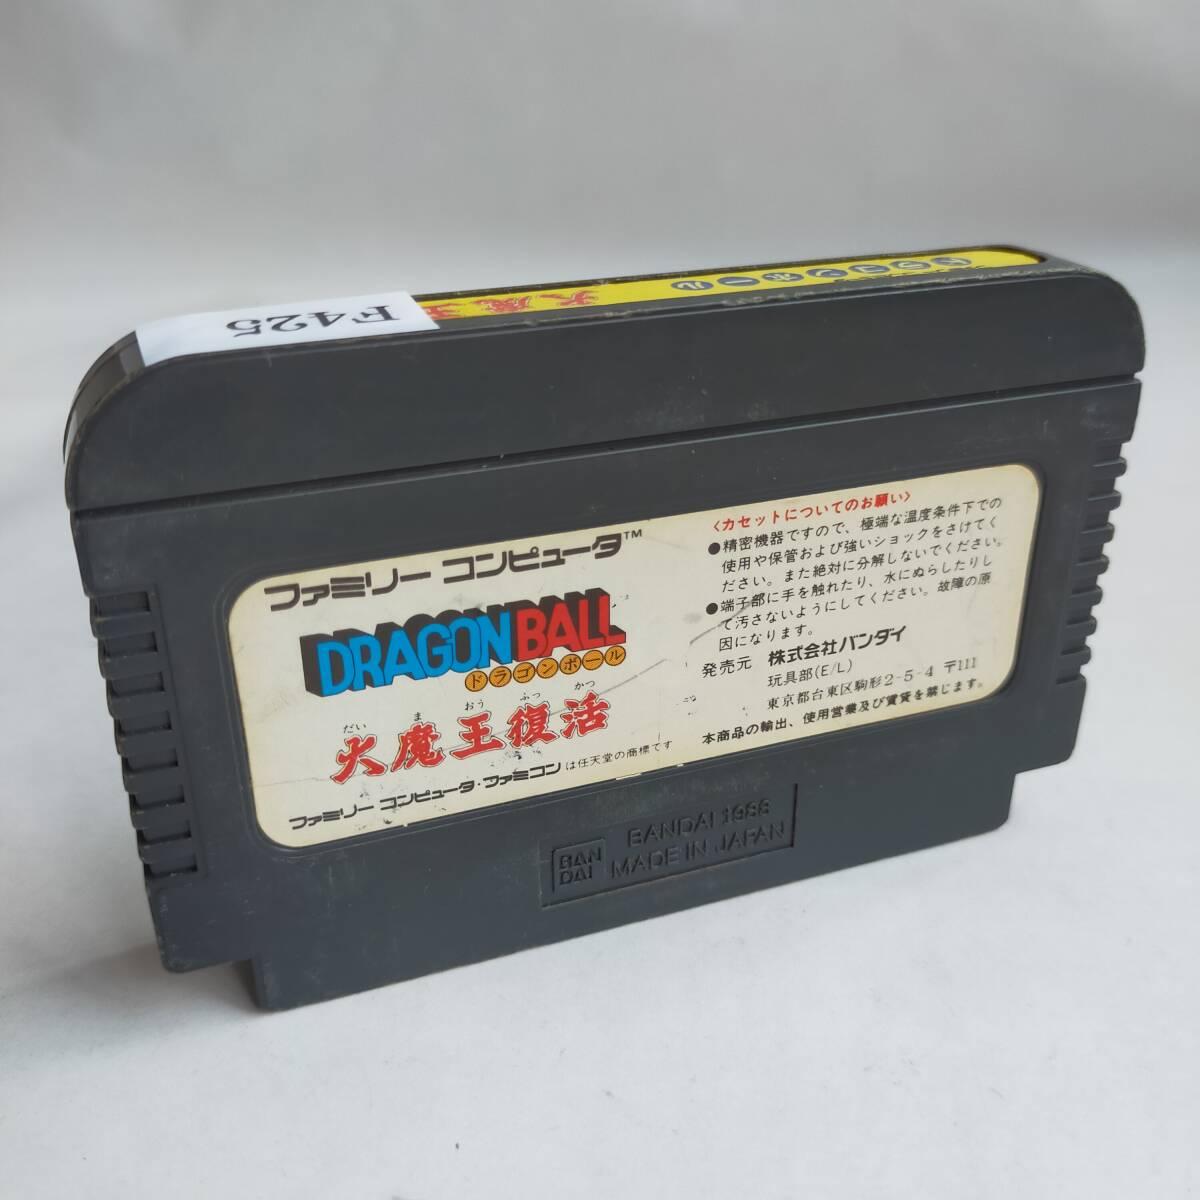 F425
ドラゴンボール
大魔王
ファミリー コンピュータ™
DRAGON BALL
ドラゴンボール
だい ま おう ふっ かつ
大魔王復活
ファミリー コンピュータ・ファミコンは任天堂の商標です
〈カセットについてのお願い〉
●精密機器ですので、極端な温度条件下での
使用や保管および強いショックをさけてく
ださい。また絶対に分解しないでください。
●端子部に手を触れたり、水にぬらしたりし
て汚さないようにしてください。故障の原
因になります。
発売元 株式会社バンダイ
玩具部(E/L)
東京都台東区駒形2-5-4 〒111
本商品の輸出、使用営業及び賃貸を禁じます。
BAN
DAI
BANDAI 1988
MADE IN JAPAN